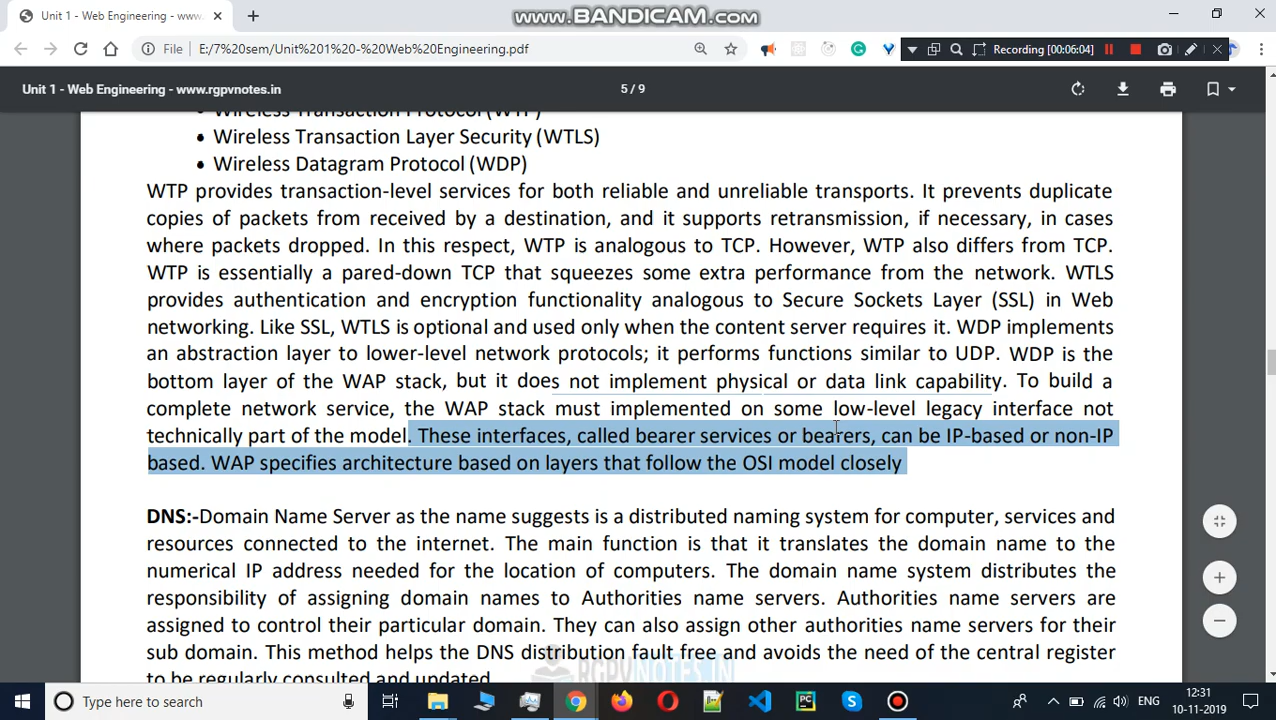 www.BANDICAM.com
Unit 1 - Web Engineering - www.
File | E:/7%20sem/Unit%201%20-%20Web%20Engineering.pdf
Recording [00:06:04]
Unit 1 - Web Engineering - www.rgpvnotes.in
5 / 9
• Wireless Transaction Protocol (WTP)
• Wireless Transaction Layer Security (WTLS)
• Wireless Datagram Protocol (WDP)
WTP provides transaction-level services for both reliable and unreliable transports. It prevents duplicate
copies of packets from received by a destination, and it supports retransmission, if necessary, in cases
where packets dropped. In this respect, WTP is analogous to TCP. However, WTP also differs from TCP.
WTP is essentially a pared-down TCP that squeezes some extra performance from the network. WTLS
provides authentication and encryption functionality analogous to Secure Sockets Layer (SSL) in Web
networking. Like SSL, WTLS is optional and used only when the content server requires it. WDP implements
an abstraction layer to lower-level network protocols; it performs functions similar to UDP. WDP is the
bottom layer of the WAP stack, but it does not implement physical or data link capability. To build a
complete network service, the WAP stack must implemented on some low-level legacy interface not
technically part of the model. These interfaces, called bearer services or bearers, can be IP-based or non-IP
based. WAP specifies architecture based on layers that follow the OSI model closely
DNS:-Domain Name Server as the name suggests is a distributed naming system for computer, services and
resources connected to the internet. The main function is that it translates the domain name to the
numerical IP address needed for the location of computers. The domain name system distributes the
responsibility of assigning domain names to Authorities name servers. Authorities name servers are
assigned to control their particular domain. They can also assign other authorities name servers for their
sub domain. This method helps the DNS distribution fault free and avoids the need of the central register
to be regularly consulted and updated.
RGPVNOTES.IN
Type here to search
ENG
12:31
10-11-2019